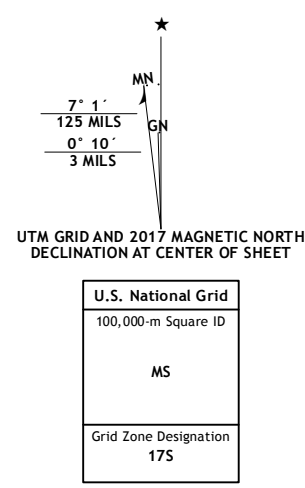 ★
MN
7° 1´
125 MILS
GN
0° 10´
3 MILS
UTM GRID AND 2017 MAGNETIC NORTH
DECLINATION AT CENTER OF SHEET
U.S. National Grid
100,000-m Square ID
MS
Grid Zone Designation
17S